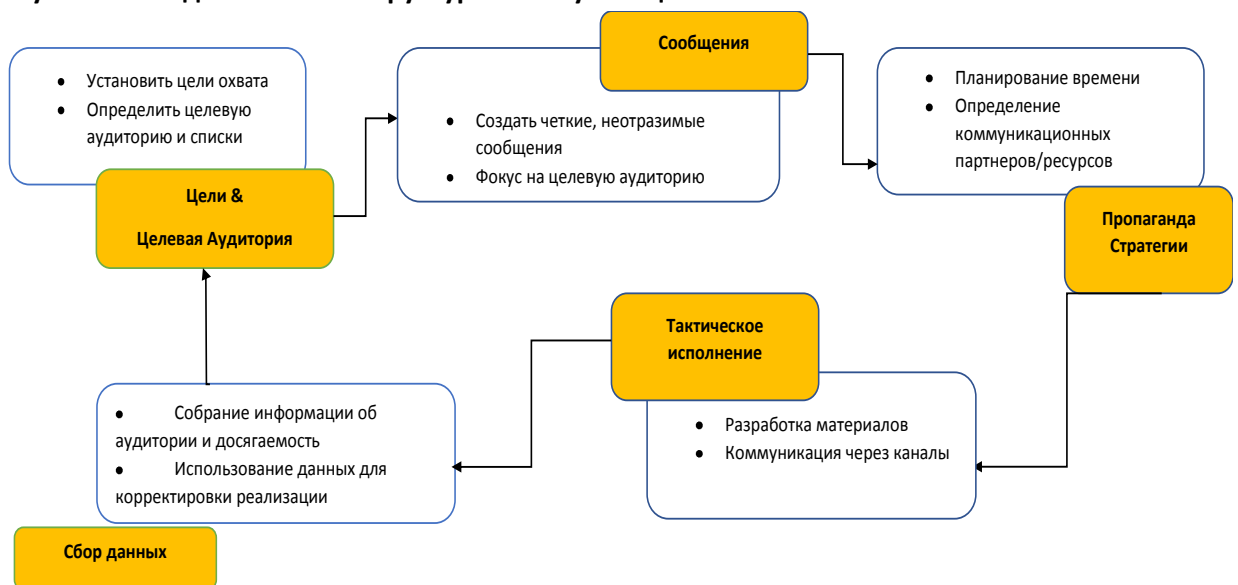 Сообщения
• Установить цели охвата
• Определить целевую
аудиторию и списки
Цели &
Целевая Аудитория
• Создать четкие, неотразимые
сообщения
• Фокус на целевую аудиторию
• Планирование времени
• Определение
коммуникационных
партнеров/ресурсов
Пропаганда
Стратегии
Тактическое
исполнение
• Разработка материалов
• Коммуникация через каналы
• Собрание информации об
аудитории и досягаемость
• Использование данных для
корректировки реализации
Сбор данных